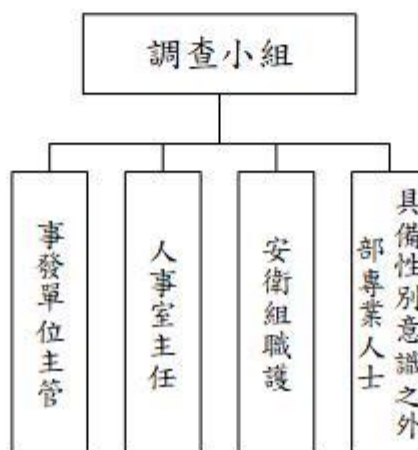 調查小組
事發單位主管
人事室主任
安衛組職護
具備性別意識之外
部專業人士